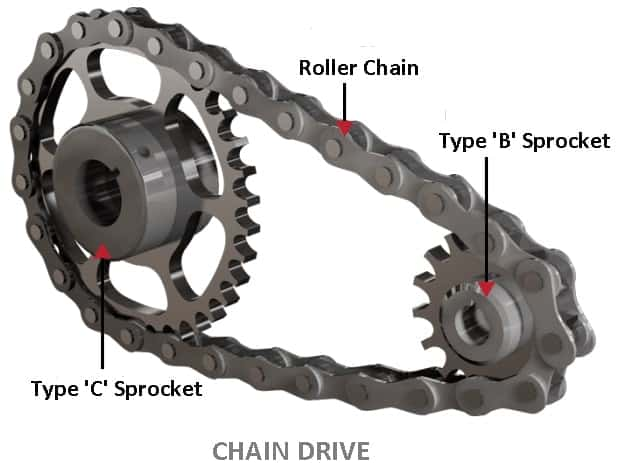 Roller Chain
Type 'B' Sprocket
Type 'C' Sprocket
CHAIN DRIVE